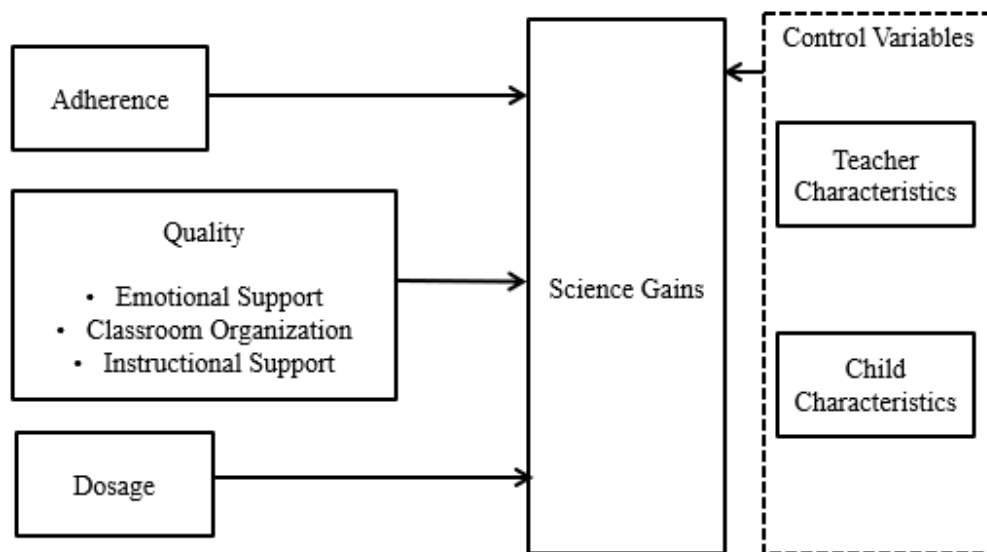 Adherence
Quality
• Emotional Support
• Classroom Organization
• Instructional Support
Dosage
Science Gains
Control Variables
Teacher
Characteristics
Child
Characteristics